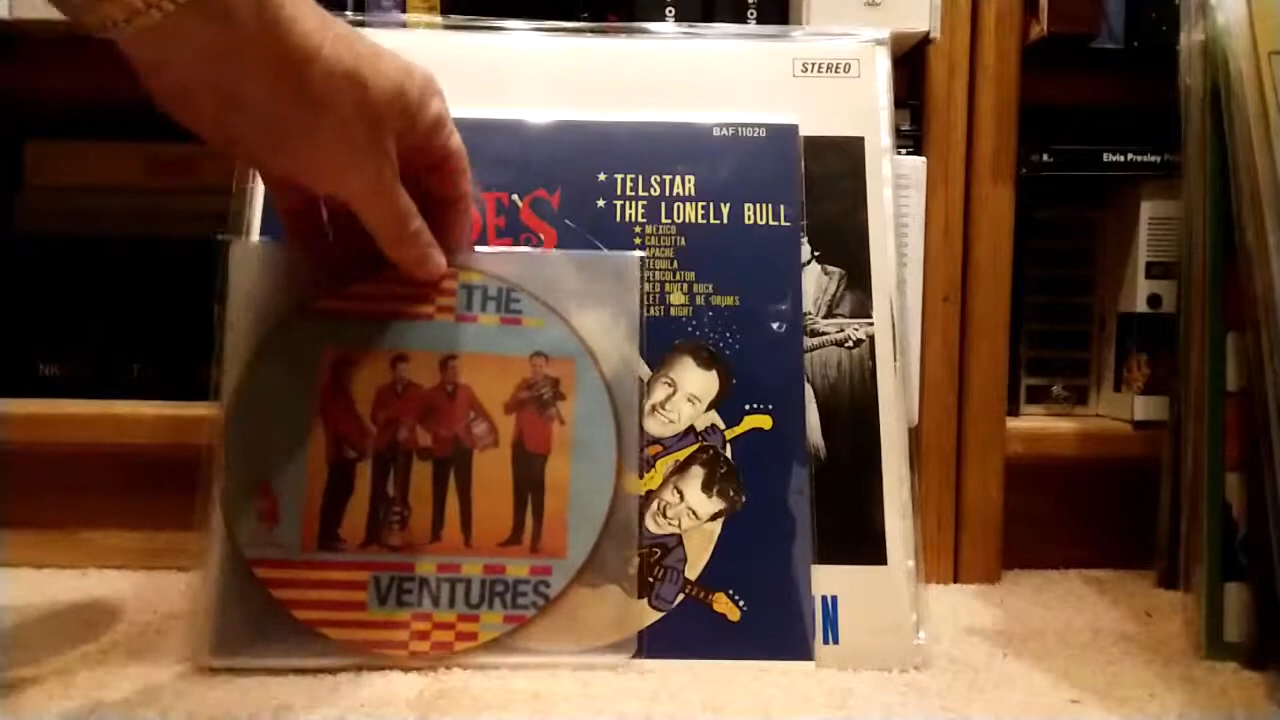 STEREO
BAF 11020
★ TELSTAR
★ THE LONELY BULL
★ MEXICO
★ CALCUTTA
★ APACHE
TEQUILA
PERCOLATOR
RED RIVER ROCK
LET THERE BE DRUMS
LAST NIGHT
THE
VENTURES
Elvis Presley